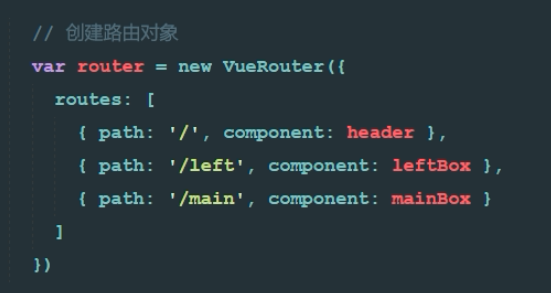 // 创建路由对象
var router = new VueRouter({
  routes: [
    { path: '/', component: header },
    { path: '/left', component: leftBox },
    { path: '/main', component: mainBox }
  ]
})